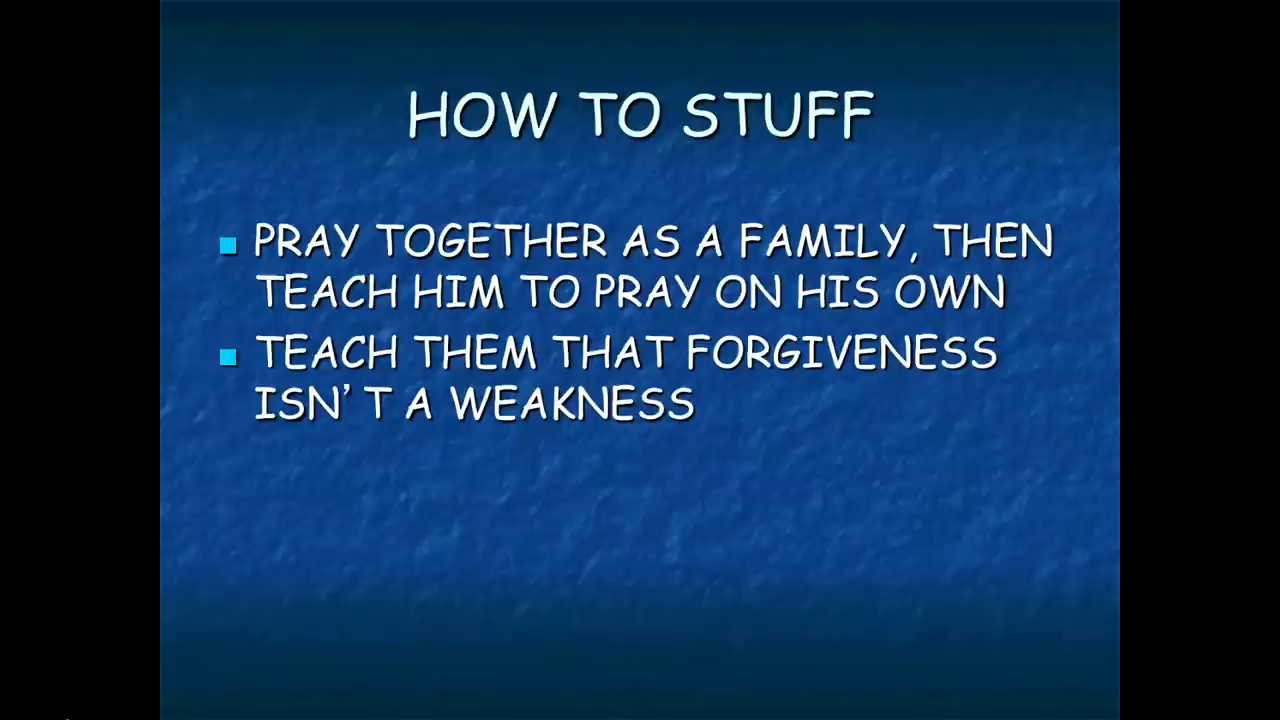 HOW TO STUFF
PRAY TOGETHER AS A FAMILY, THEN
TEACH HIM TO PRAY ON HIS OWN
TEACH THEM THAT FORGIVENESS
ISN’T A WEAKNESS